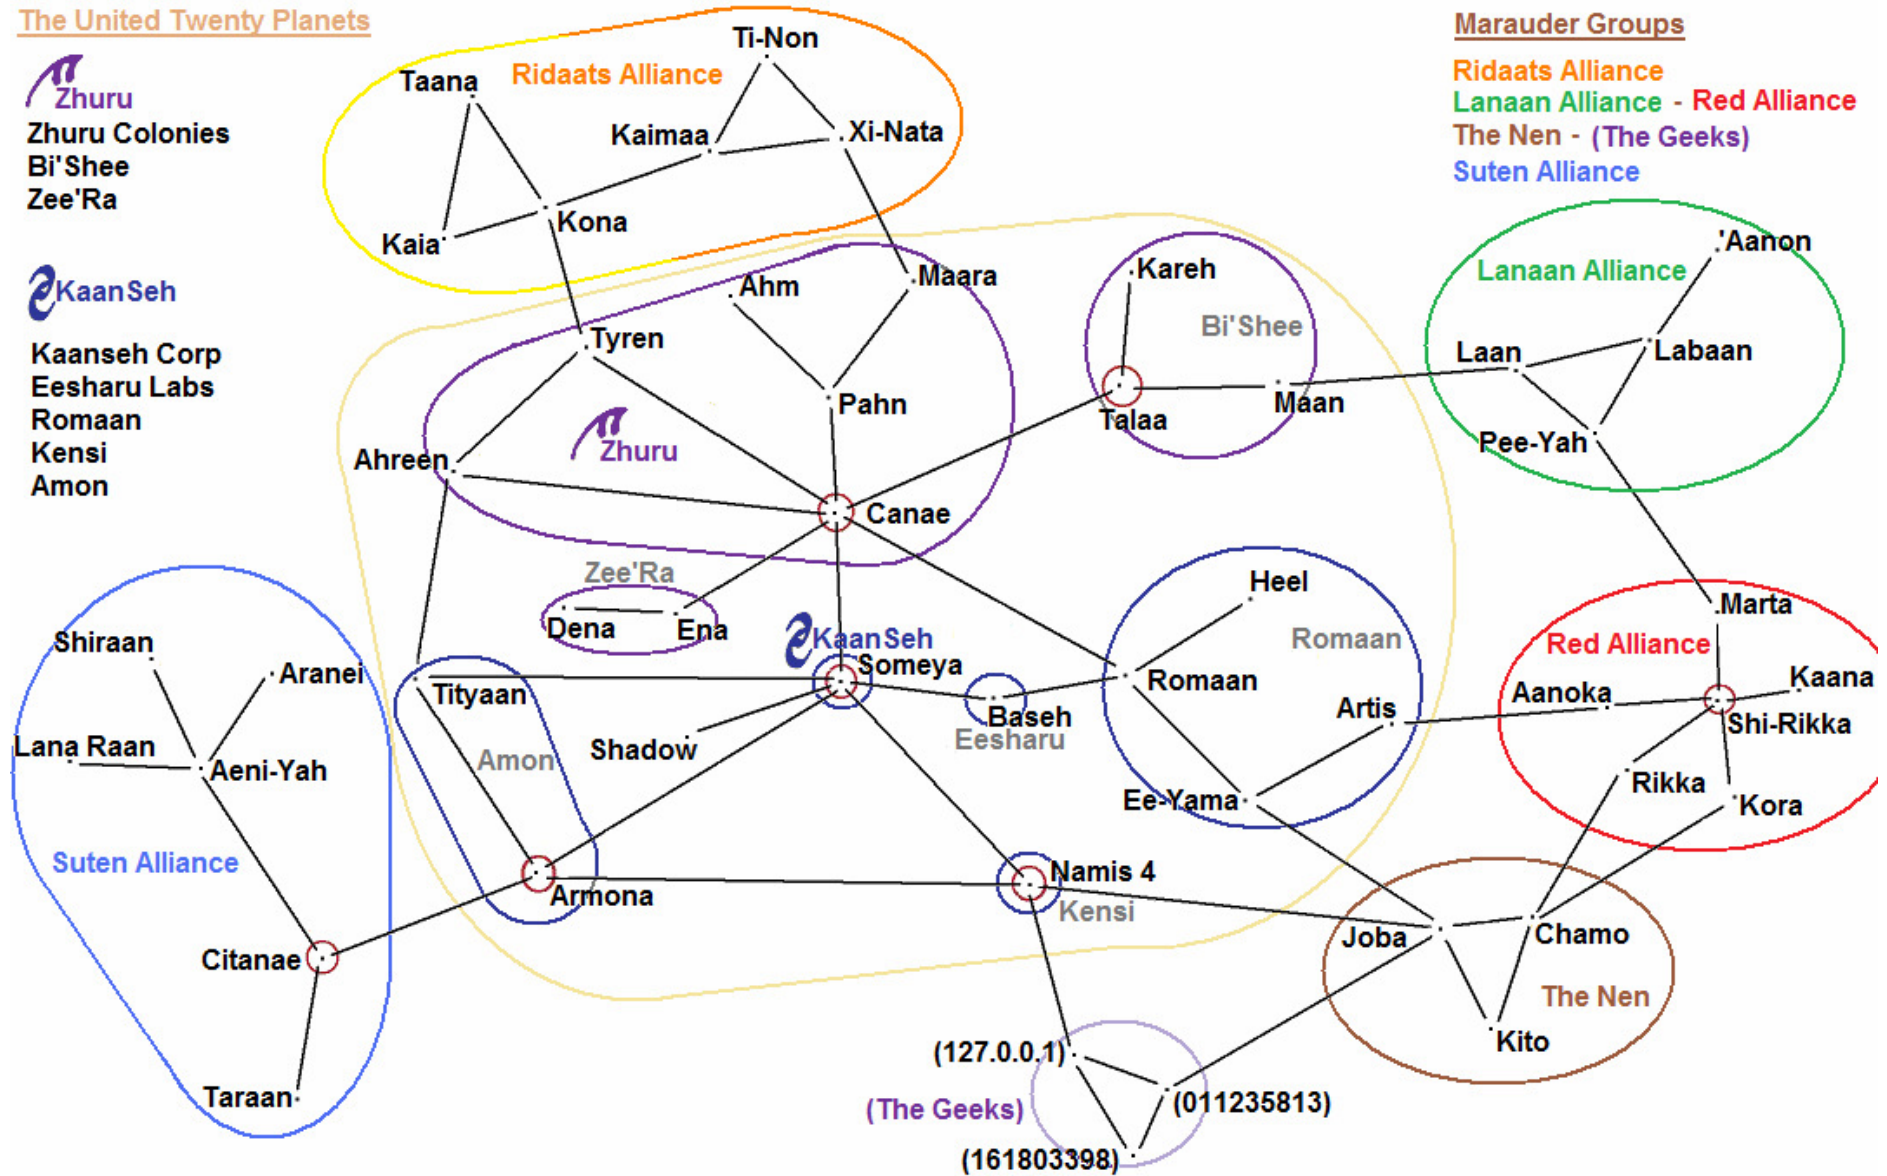 The United Twenty Planets
Zhuru
Zhuru Colonies
Bi'Shee
Zee'Ra
KaanSeh
Kaanseh Corp
Eesharu Labs
Romaan
Kensi
Amon
Marauder Groups
Ridaats Alliance
Lanaan Alliance - Red Alliance
The Nen - (The Geeks)
Suten Alliance
Ti-Non
Taana
Ridaats Alliance
Kaimaa
Xi-Nata
Kona
Kaia
Ahm
Maara
Tyren
Pahn
Ahreen
Zhuru
Canae
Kareh
Bi'Shee
Talaa
Maan
'Aanon
Lanaan Alliance
Laan
Labaan
Pee-Yah
Zee'Ra
Dena
Ena
KaanSeh
Someya
Heel
Romaan
Romaan
Artis
Ee-Yama
Baseh
Eesharu
Shadow
Tityaan
Amon
Armona
Namis 4
Kensi
Marta
Red Alliance
Kaana
Aanoka
Shi-Rikka
Rikka
Kora
Shiraan
Aranei
Lana Raan
Aeni-Yah
Suten Alliance
Citanae
Taraan
Joba
Chamo
The Nen
Kito
(127.0.0.1)
(011235813)
(The Geeks)
(161803398)